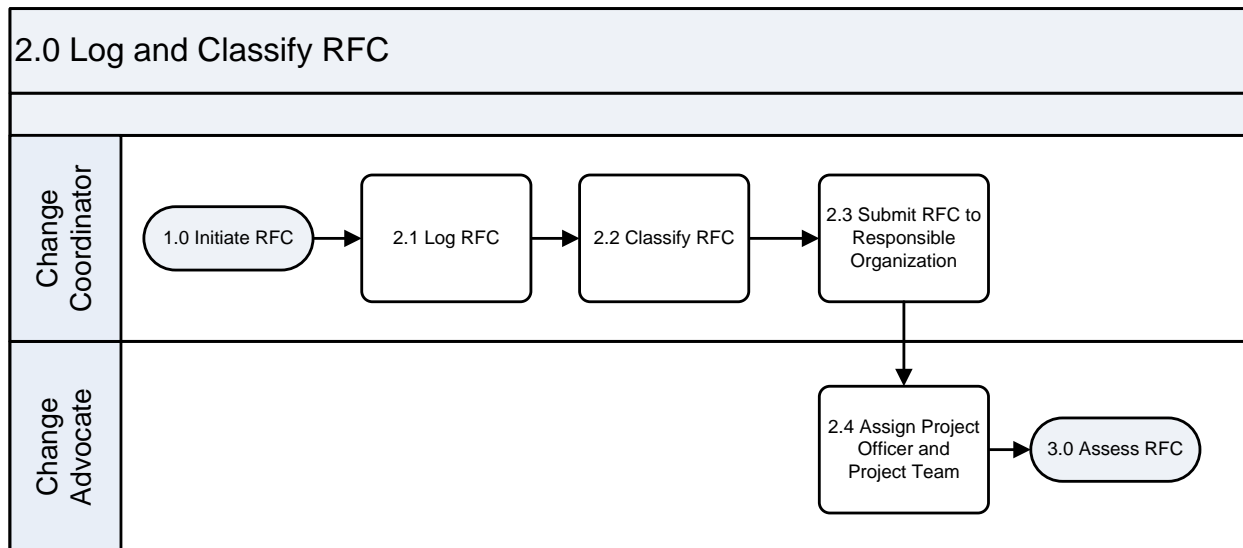 2.0 Log and Classify RFC
Change
Coordinator
1.0 Initiate RFC
2.1 Log RFC
2.2 Classify RFC
2.3 Submit RFC to
Responsible
Organization
Change
Advocate
2.4 Assign Project
Officer and
Project Team
3.0 Assess RFC